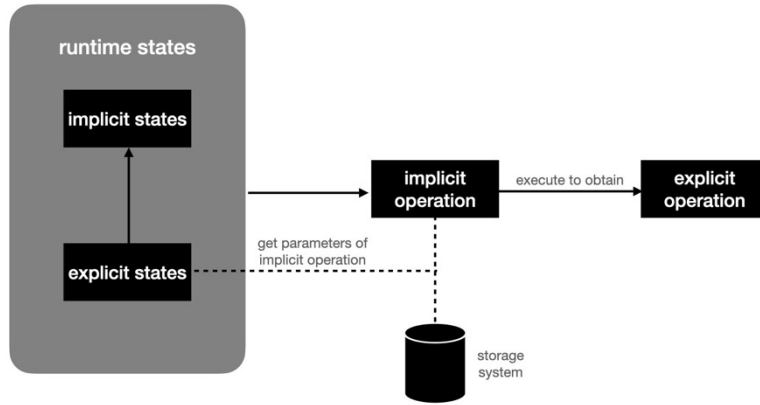 runtime states
implicit states
explicit states
get parameters of
implicit operation
implicit
operation
execute to obtain
explicit
operation
storage
system